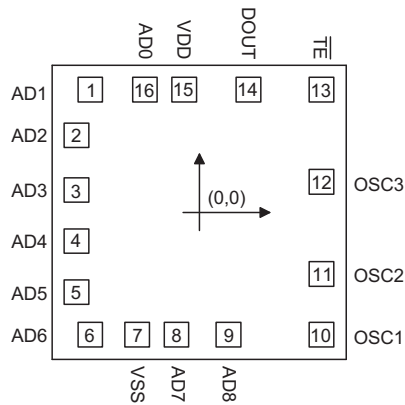 AD0 VDD DOUT TE
AD1 1 16 15 14 13
AD2 2
AD3 3 (0,0) 12 OSC3
AD4 4
AD5 5 11 OSC2
AD6 6 7 8 9 10 OSC1
VSS AD7 AD8